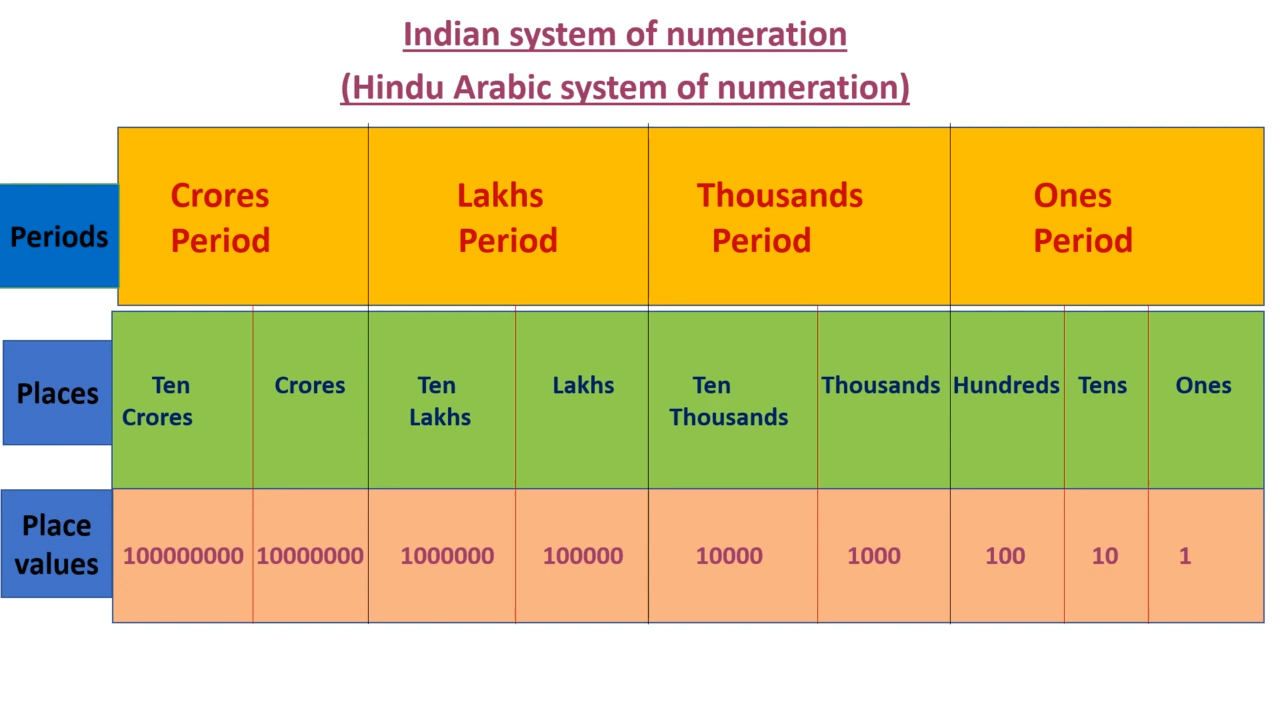 Indian system of numeration
(Hindu Arabic system of numeration)
Periods
Crores
Period
Lakhs
Period
Thousands
Period
Ones
Period
Places
Ten
Crores
Crores
Ten
Lakhs
Lakhs
Ten
Thousands
Thousands
Hundreds
Tens
Ones
Place
values
100000000
10000000
1000000
100000
10000
1000
100
10
1